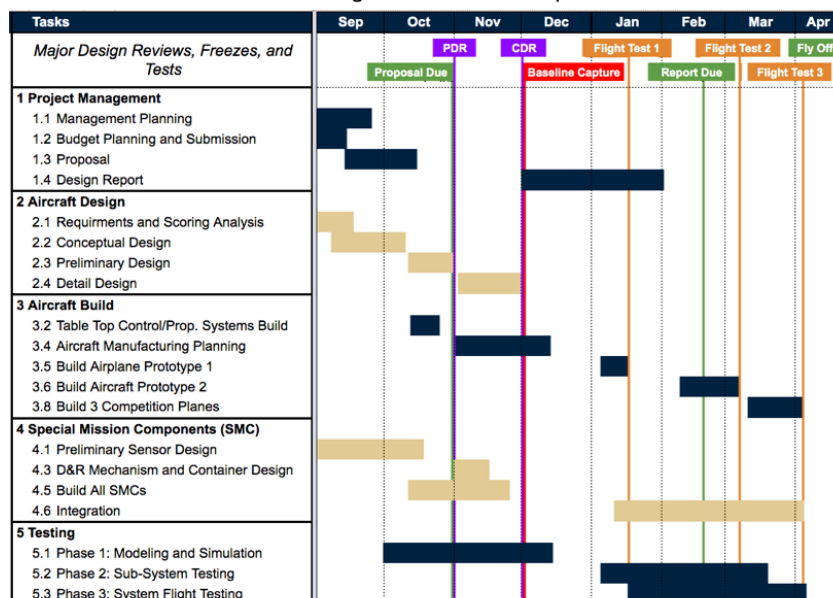 Tasks Sep Oct Nov Dec Jan Feb Mar Apr
Major Design Reviews, Freezes, and
Tests
PDR CDR Flight Test 1 Flight Test 2 Fly Off
Proposal Due Baseline Capture Report Due Flight Test 3
1 Project Management
1.1 Management Planning
1.2 Budget Planning and Submission
1.3 Proposal
1.4 Design Report
2 Aircraft Design
2.1 Requirments and Scoring Analysis
2.2 Conceptual Design
2.3 Preliminary Design
2.4 Detail Design
3 Aircraft Build
3.2 Table Top Control/Prop. Systems Build
3.4 Aircraft Manufacturing Planning
3.5 Build Airplane Prototype 1
3.6 Build Aircraft Prototype 2
3.8 Build 3 Competition Planes
4 Special Mission Components (SMC)
4.1 Preliminary Sensor Design
4.3 D&R Mechanism and Container Design
4.5 Build All SMCs
4.6 Integration
5 Testing
5.1 Phase 1: Modeling and Simulation
5.2 Phase 2: Sub-System Testing
5.3 Phase 3: System Flight Testing